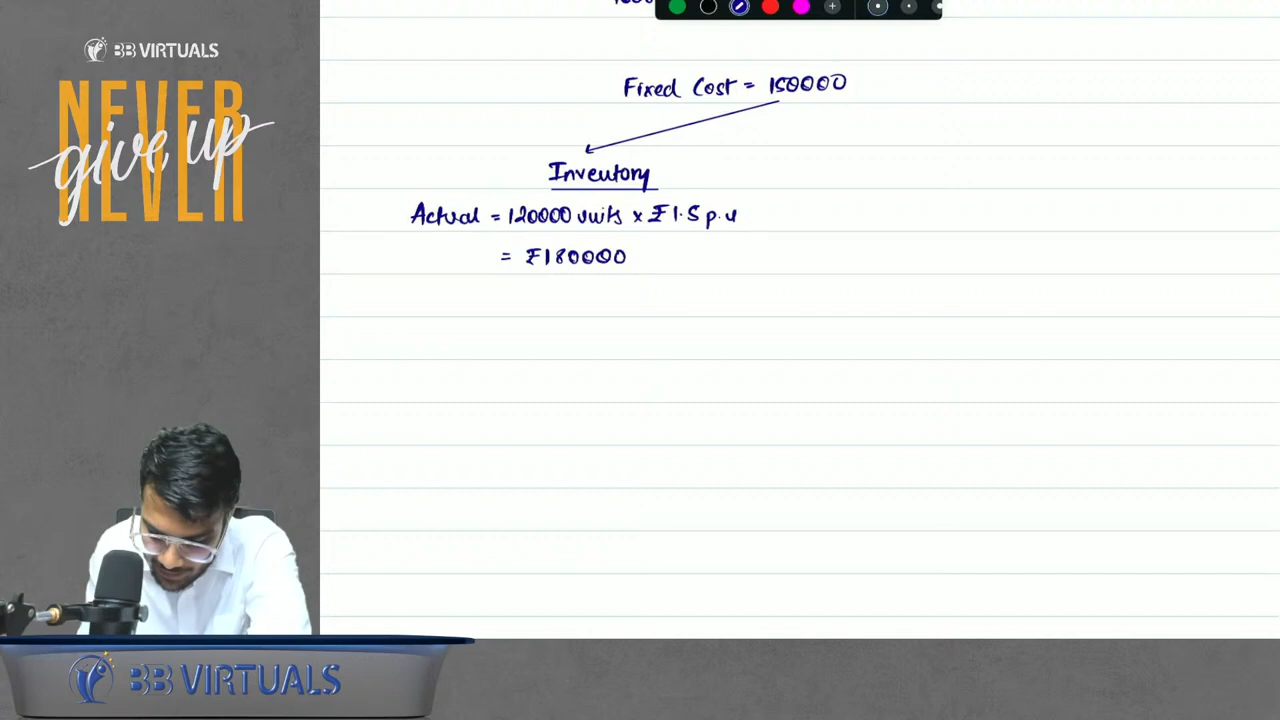 BB VIRTUALS
NEVER
give up
NEVER
Fixed Cost = 150000
Inventory
Actual = 120000 units x ₹1.5 p.u
= ₹180000
BB VIRTUALS